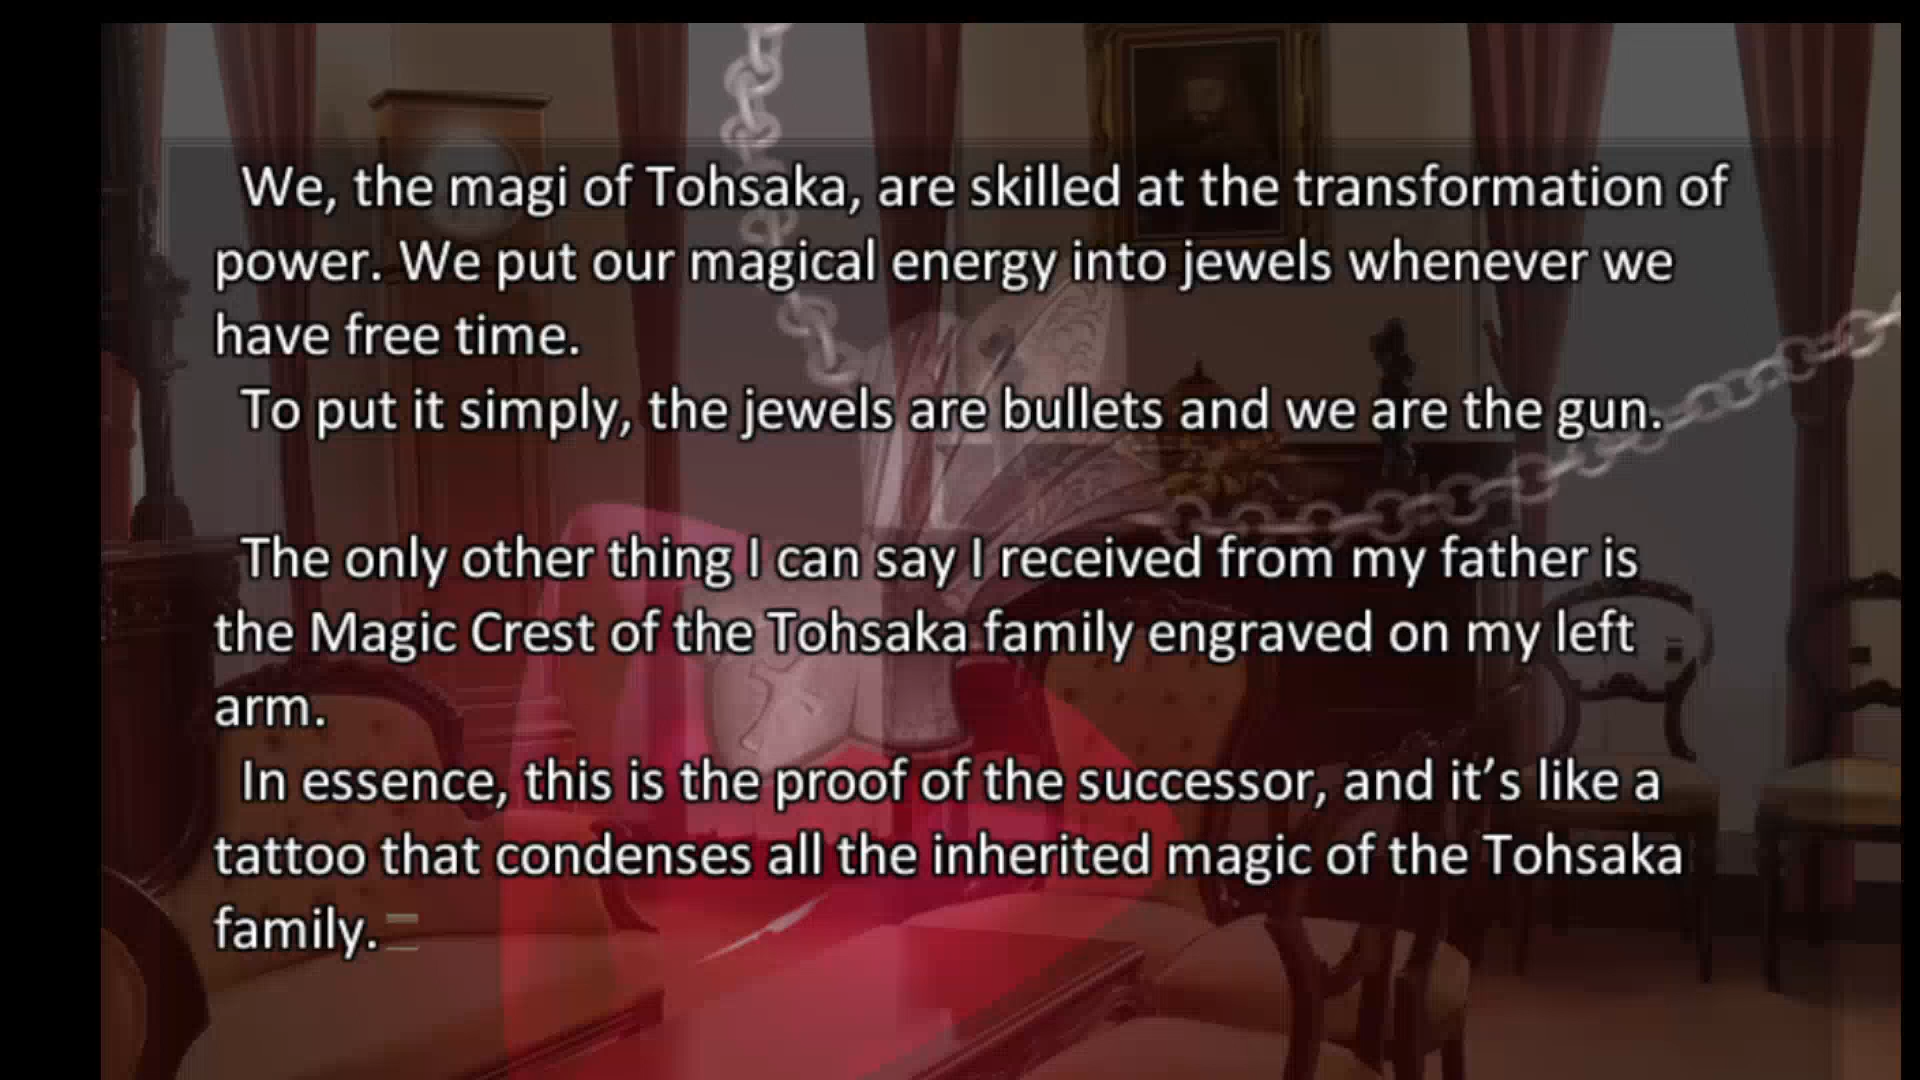 We, the magi of Tohsaka, are skilled at the transformation of
power. We put our magical energy into jewels whenever we
have free time.
To put it simply, the jewels are bullets and we are the gun.
The only other thing I can say I received from my father is
the Magic Crest of the Tohsaka family engraved on my left
arm.
In essence, this is the proof of the successor, and it’s like a
tattoo that condenses all the inherited magic of the Tohsaka
family.